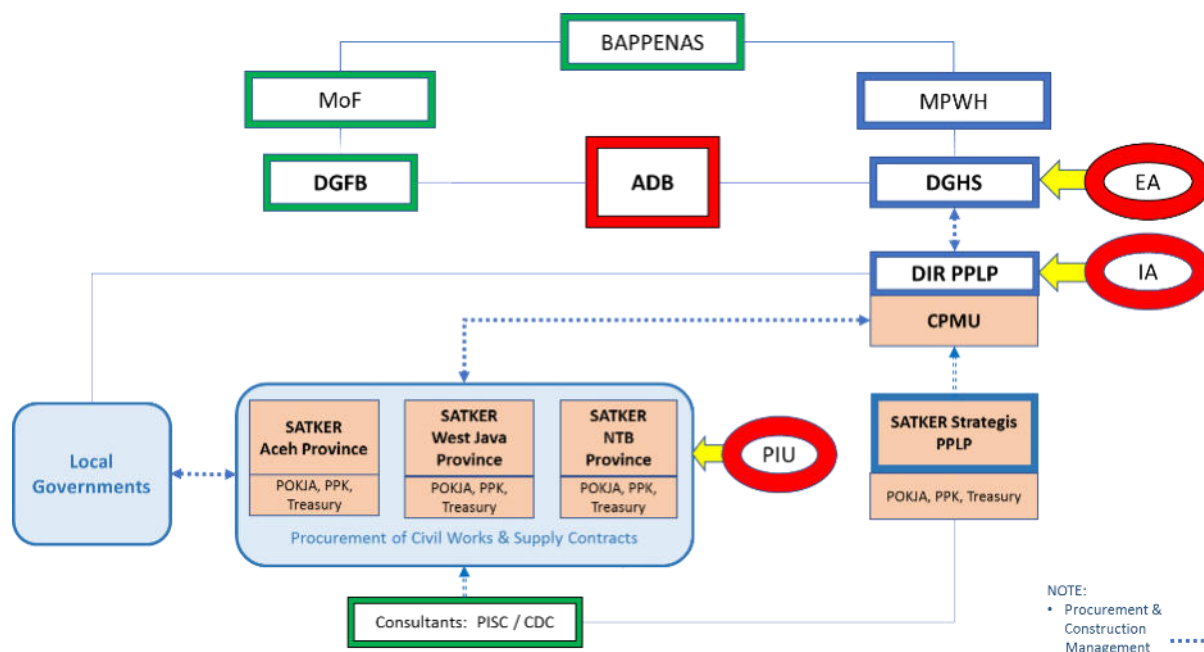 BAPPENAS
MoF
MPWH
DGFB
ADB
DGHS
EA
DIR PPLP
IA
CPMU
SATKER
Aceh Province
POKJA, PPK,
Treasury
SATKER
West Java
Province
POKJA, PPK,
Treasury
SATKER
NTB
Province
POKJA, PPK,
Treasury
PIU
SATKER Strategis
PPLP
POKJA, PPK, Treasury
Local
Governments
Procurement of Civil Works & Supply Contracts
Consultants: PISC / CDC
NOTE:
• Procurement &
Construction
Management